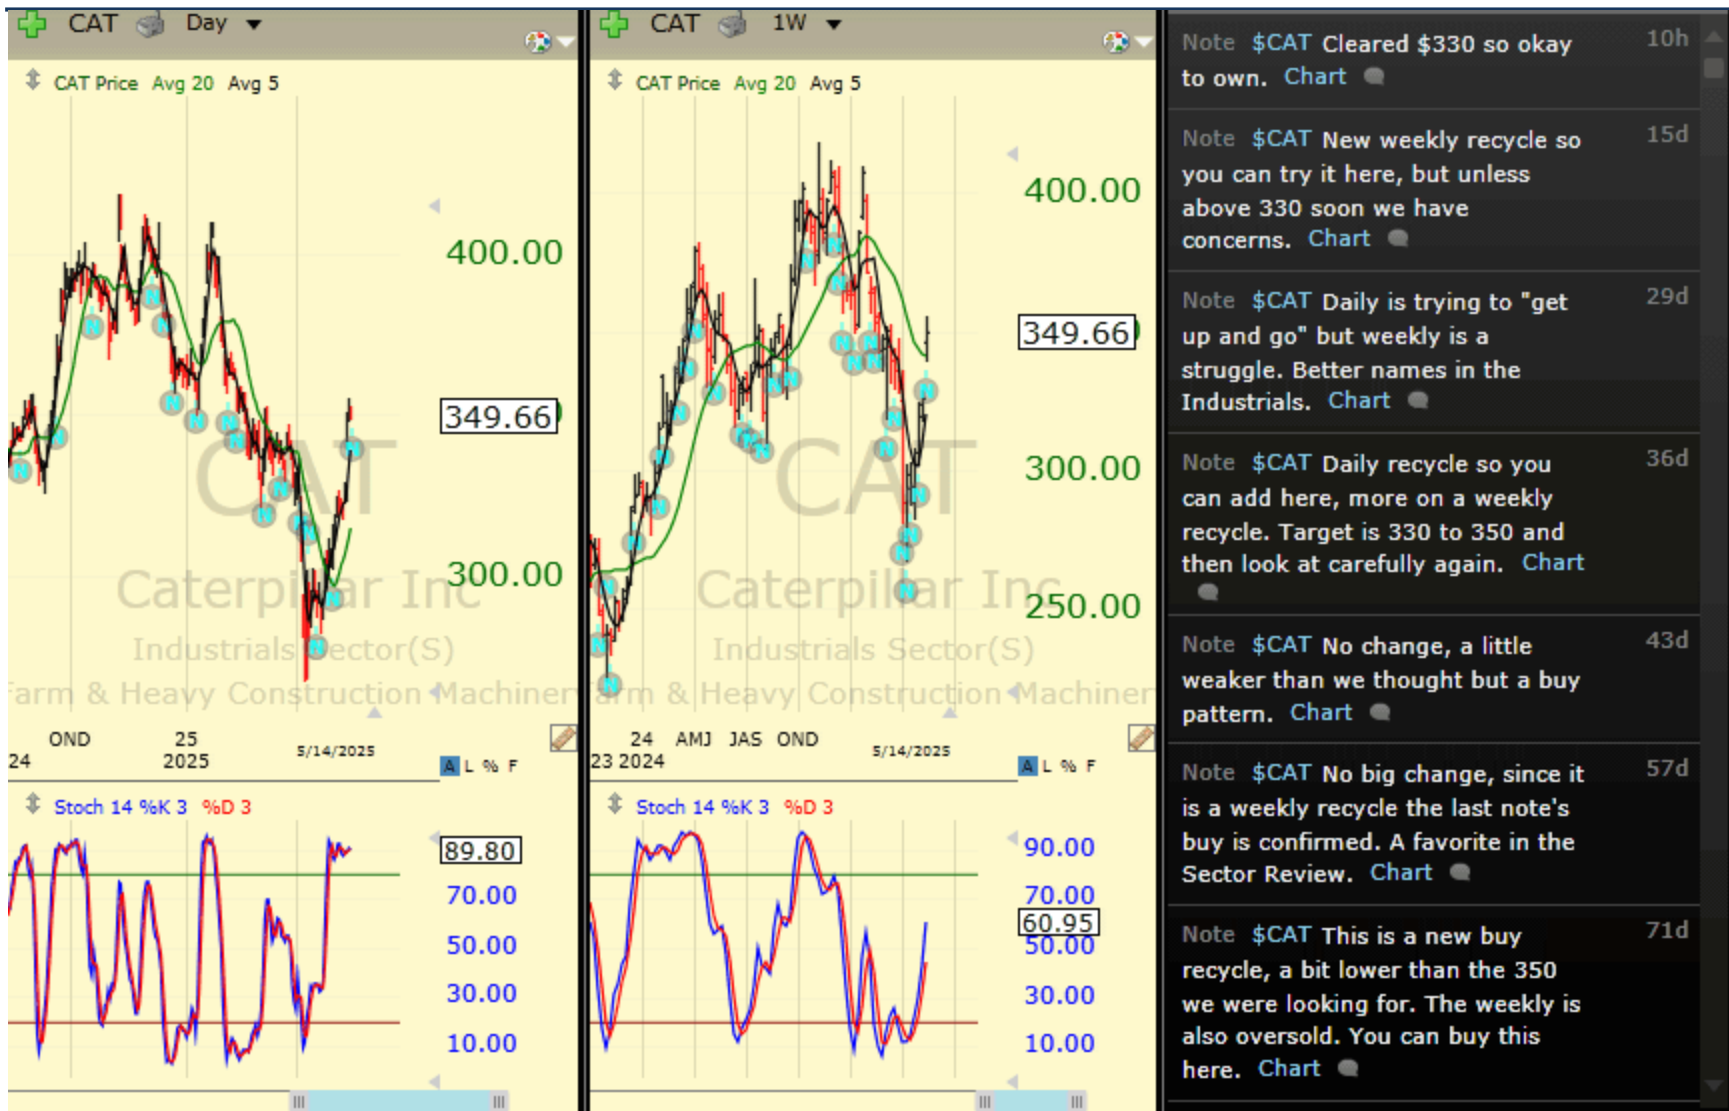 CAT Day
CAT Price Avg 20 Avg 5
400.00
349.66
300.00
CAT
Caterpillar Inc
Industrials Sector(S)
Farm & Heavy Construction Machinery
OND 25
24 2025 5/14/2025
A L % F
Stoch 14 %K 3 %D 3
89.80
70.00
50.00
30.00
10.00
CAT 1W
CAT Price Avg 20 Avg 5
400.00
349.66
300.00
250.00
CAT
Caterpillar Inc
Industrials Sector(S)
Farm & Heavy Construction Machinery
24 AMJ JAS OND
23 2024 5/14/2025
A L % F
Stoch 14 %K 3 %D 3
90.00
70.00
60.95
50.00
30.00
10.00
Note $CAT Cleared $330 so okay 10h
to own. Chart
Note $CAT New weekly recycle so 15d
you can try it here, but unless
above 330 soon we have
concerns. Chart
Note $CAT Daily is trying to "get 29d
up and go" but weekly is a
struggle. Better names in the
Industrials. Chart
Note $CAT Daily recycle so you 36d
can add here, more on a weekly
recycle. Target is 330 to 350 and
then look at carefully again. Chart
Note $CAT No change, a little 43d
weaker than we thought but a buy
pattern. Chart
Note $CAT No big change, since it 57d
is a weekly recycle the last note's
buy is confirmed. A favorite in the
Sector Review. Chart
Note $CAT This is a new buy 71d
recycle, a bit lower than the 350
we were looking for. The weekly is
also oversold. You can buy this
here. Chart